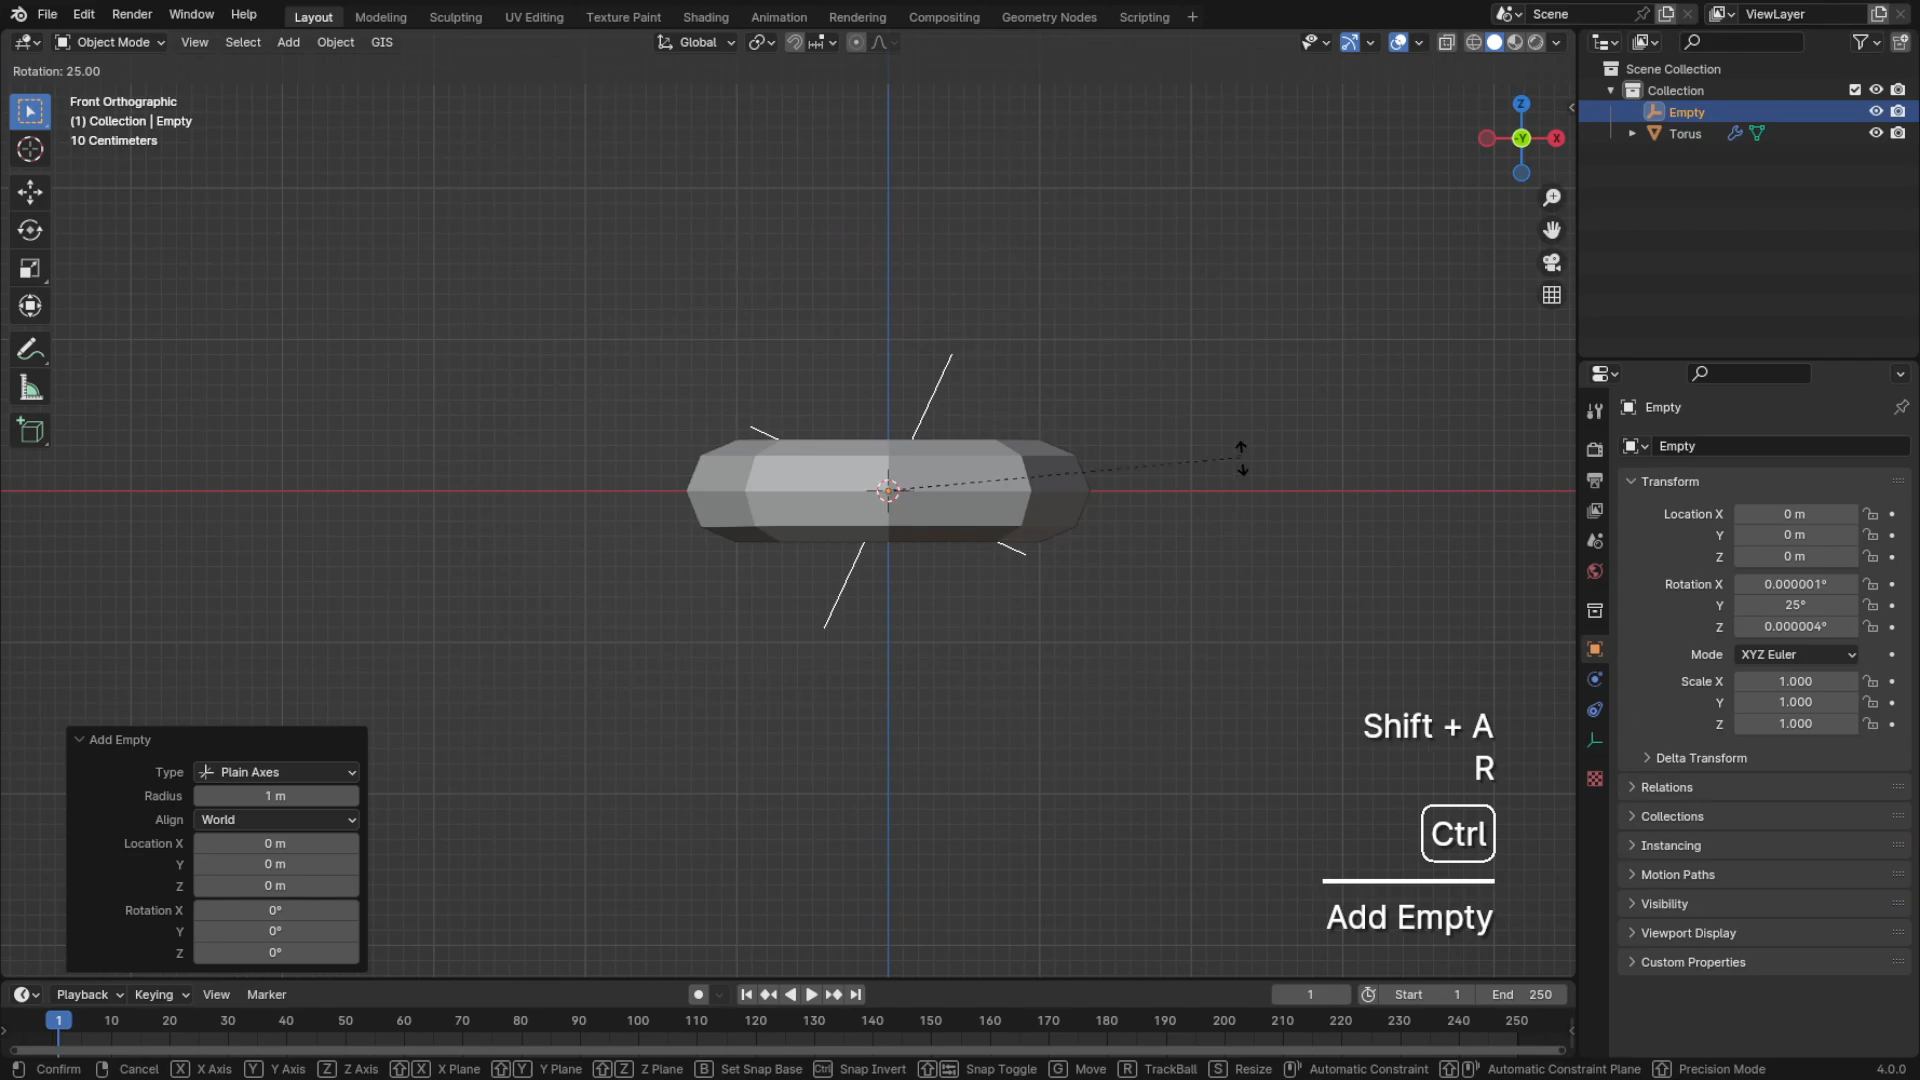 File Edit Render Window Help Layout Modeling Sculpting UV Editing Texture Paint Shading Animation Rendering Compositing Geometry Nodes Scripting + Scene ViewLayer
Object Mode View Select Add Object GIS Global
Rotation: 25.00
Front Orthographic
(1) Collection | Empty
10 Centimeters
Z
-Y
X
Scene Collection
Collection
Empty
Torus
Empty
Empty
Transform
Location X 0 m
Y 0 m
Z 0 m
Rotation X 0.000001°
Y 25°
Z 0.000004°
Mode XYZ Euler
Scale X 1.000
Y 1.000
Z 1.000
Delta Transform
Relations
Collections
Instancing
Motion Paths
Visibility
Viewport Display
Custom Properties
Shift + A
R
Ctrl
Add Empty
Add Empty
Type Plain Axes
Radius 1 m
Align World
Location X 0 m
Y 0 m
Z 0 m
Rotation X 0°
Y 0°
Z 0°
Playback Keying View Marker 1 Start 1 End 250
1 10 20 30 40 50 60 70 80 90 100 110 120 130 140 150 160 170 180 190 200 210 220 230 240 250
Confirm Cancel X X Axis Y Y Axis Z Z Axis X X Plane Y Y Plane Z Z Plane B Set Snap Base Ctrl Snap Invert Snap Toggle G Move R TrackBall S Resize Automatic Constraint Automatic Constraint Plane Precision Mode 4.0.0